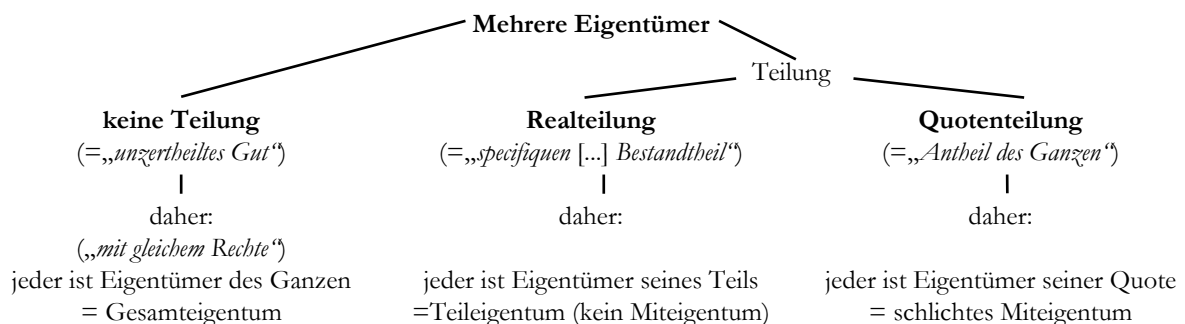 Mehrere Eigentümer
Teilung
keine Teilung
(=„unzertheiltes Gut“)
daher:
(„mit gleichem Rechte“)
jeder ist Eigentümer des Ganzen
= Gesamteigentum
Realteilung
(=„specifiquen [...] Bestandtheil“)
daher:
jeder ist Eigentümer seines Teils
=Teileigentum (kein Miteigentum)
Quotenteilung
(=„Antheil des Ganzen“)
daher:
jeder ist Eigentümer seiner Quote
= schlichtes Miteigentum